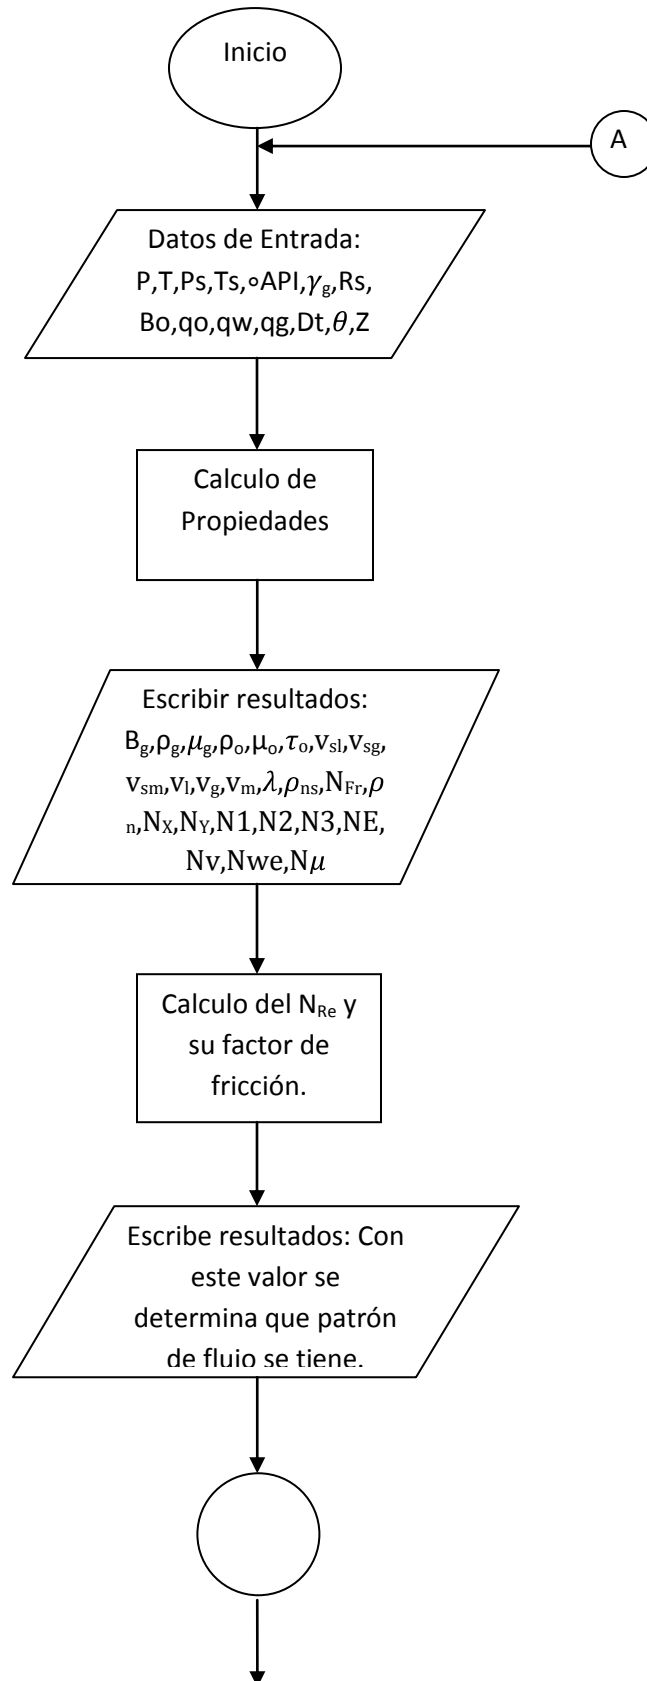 Inicio
A
Datos de Entrada:
P,T,Ps,Ts,∘API,γg,Rs,
Bo,qo,qw,qg,Dt,θ,Z
Calculo de
Propiedades
Escribir resultados:
Bg,ρg,μg,ρo,μo,τo,vsl,vsg,
vsm,vl,vg,vm,λ,ρns,NFr,ρ
n,NX,NY,N1,N2,N3,NE,
Nv,Nwe,Nμ
Calculo del NRe y
su factor de
fricción.
Escribe resultados: Con
este valor se
determina que patrón
de flujo se tiene.